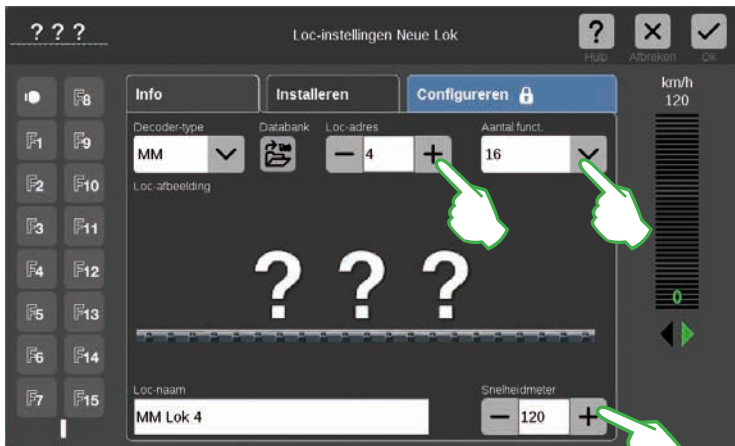 ? ? ?
Loc-instellingen Neue Lok
?
Hulp
Afbreken
Ok
F8
F1 F9
F2 F10
F3 F11
F4 F12
F5 F13
F6 F14
F7 F15
Info Installeren Configureren
Decoder-type Databank Loc-adres Aantal funct.
MM 4 16
Loc-afbeelding
? ? ?
Loc-naam Snelheidmeter
MM Lok 4 120
km/h
120
0